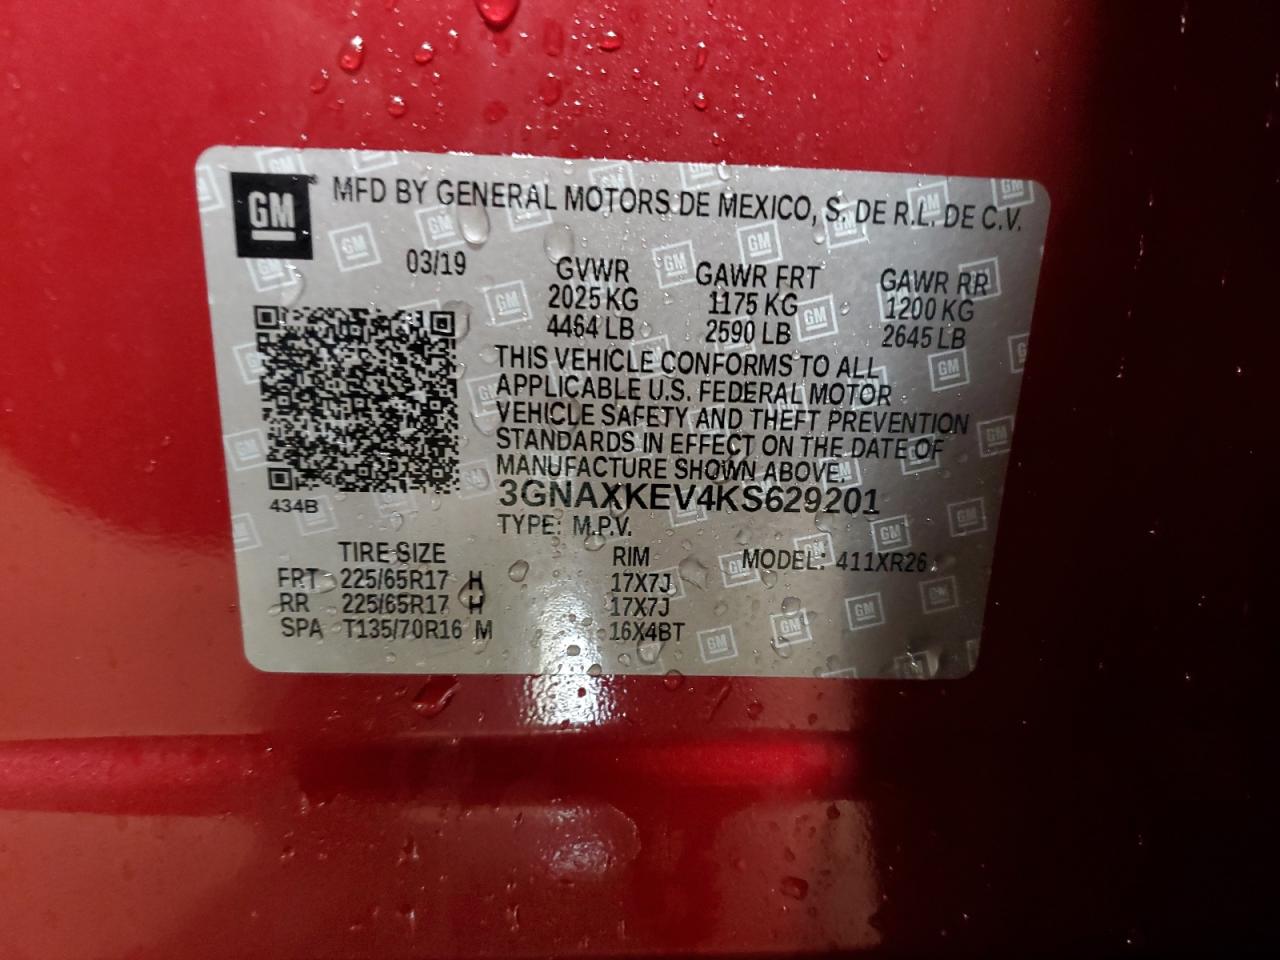 GM® MFD BY GENERAL MOTORS DE MEXICO, S. DE R.L. DE C.V.
03/19 GVWR GAWR FRT GAWR RR
2025 KG 1175 KG 1200 KG
4464 LB 2590 LB 2645 LB
THIS VEHICLE CONFORMS TO ALL
APPLICABLE U.S. FEDERAL MOTOR
VEHICLE SAFETY AND THEFT PREVENTION
STANDARDS IN EFFECT ON THE DATE OF
MANUFACTURE SHOWN ABOVE.
434B 3GNAXKEV4KS629201
TYPE: M.P.V.
TIRE SIZE RIM MODEL: 411XR26
FRT 225/65R17 H 17X7J
RR 225/65R17 H 17X7J
SPA T135/70R16 M 16X4BT